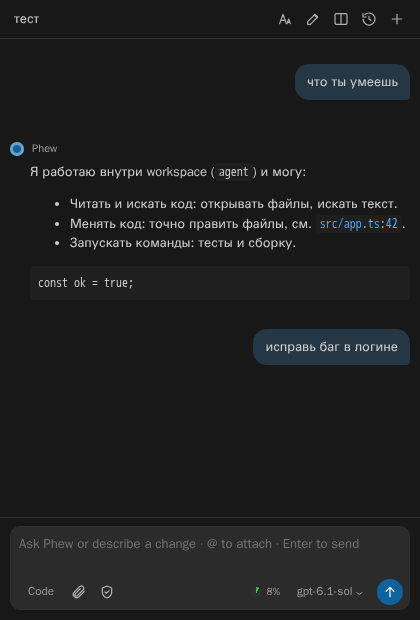 тест
что ты умеешь
Phew
Я работаю внутри workspace ( agent ) и могу:
• Читать и искать код: открывать файлы, искать текст.
• Менять код: точно править файлы, см. src/app.ts:42 .
• Запускать команды: тесты и сборку.
const ok = true;
исправь баг в логине
Ask Phew or describe a change · @ to attach · Enter to send
Code 8% gpt-6.1-sol